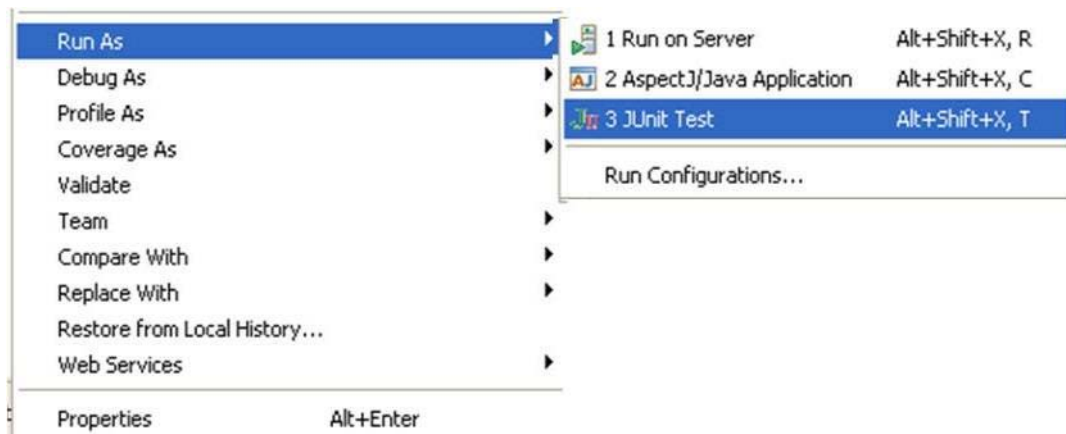 Run As
Debug As
Profile As
Coverage As
Validate
Team
Compare With
Replace With
Restore from Local History...
Web Services
Properties Alt+Enter
1 Run on Server Alt+Shift+X, R
AJ 2 AspectJ/Java Application Alt+Shift+X, C
Ju 3 JUnit Test Alt+Shift+X, T
Run Configurations...